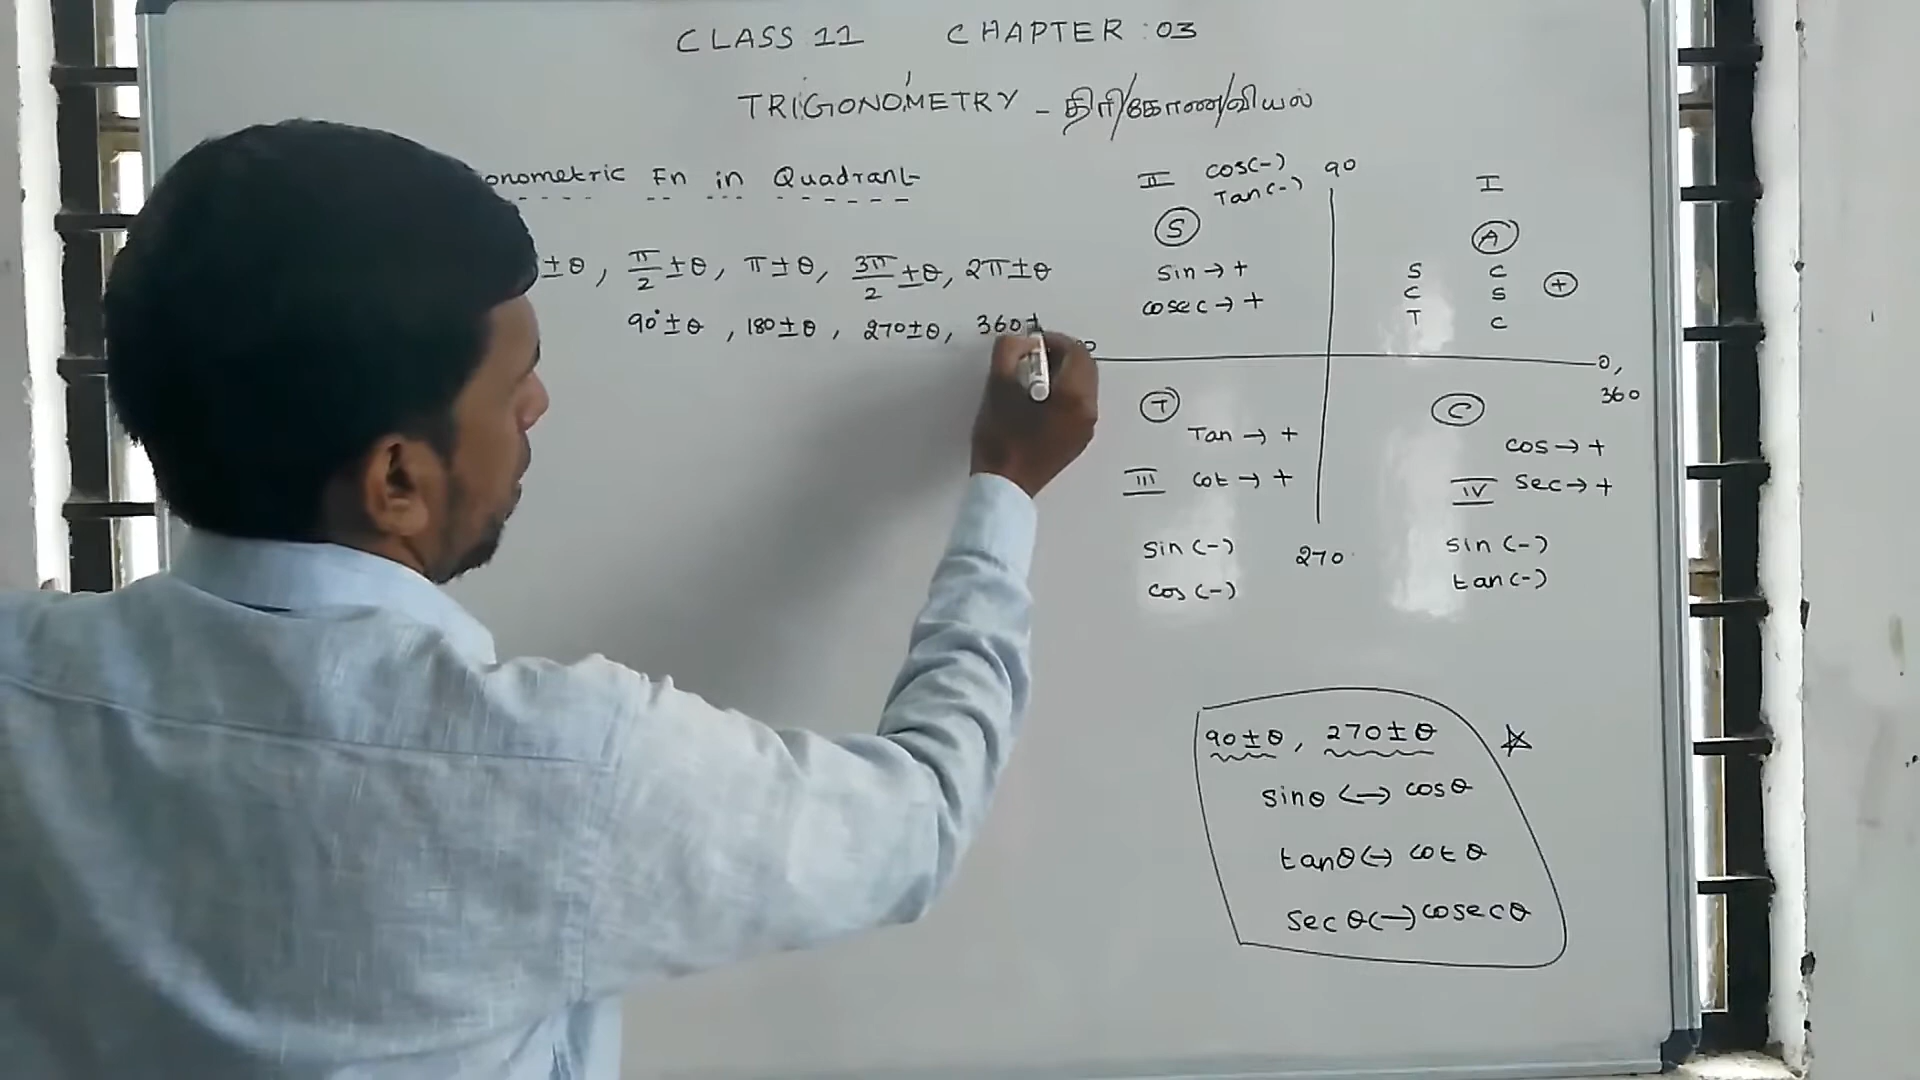 CLASS 11 CHAPTER : 03
TRIGONOMETRY - திரி/கோண/வியல்
onometric Fn in Quadrant
±θ, π/2 ±θ, π±θ, 3π/2 ±θ, 2π±θ
90°±θ, 180±θ, 270±θ, 360±
II cos(-) 90
Tan(-)
S
sin→+
cosec→+
I
A
S C
C S +
T C
0,
360
T
Tan→+
III cot→+
sin(-)
cos(-)
270
C
cos→+
IV sec→+
sin(-)
tan(-)
90±θ, 270±θ
sinθ<->cosθ
tanθ<->cotθ
secθ<->cosecθ